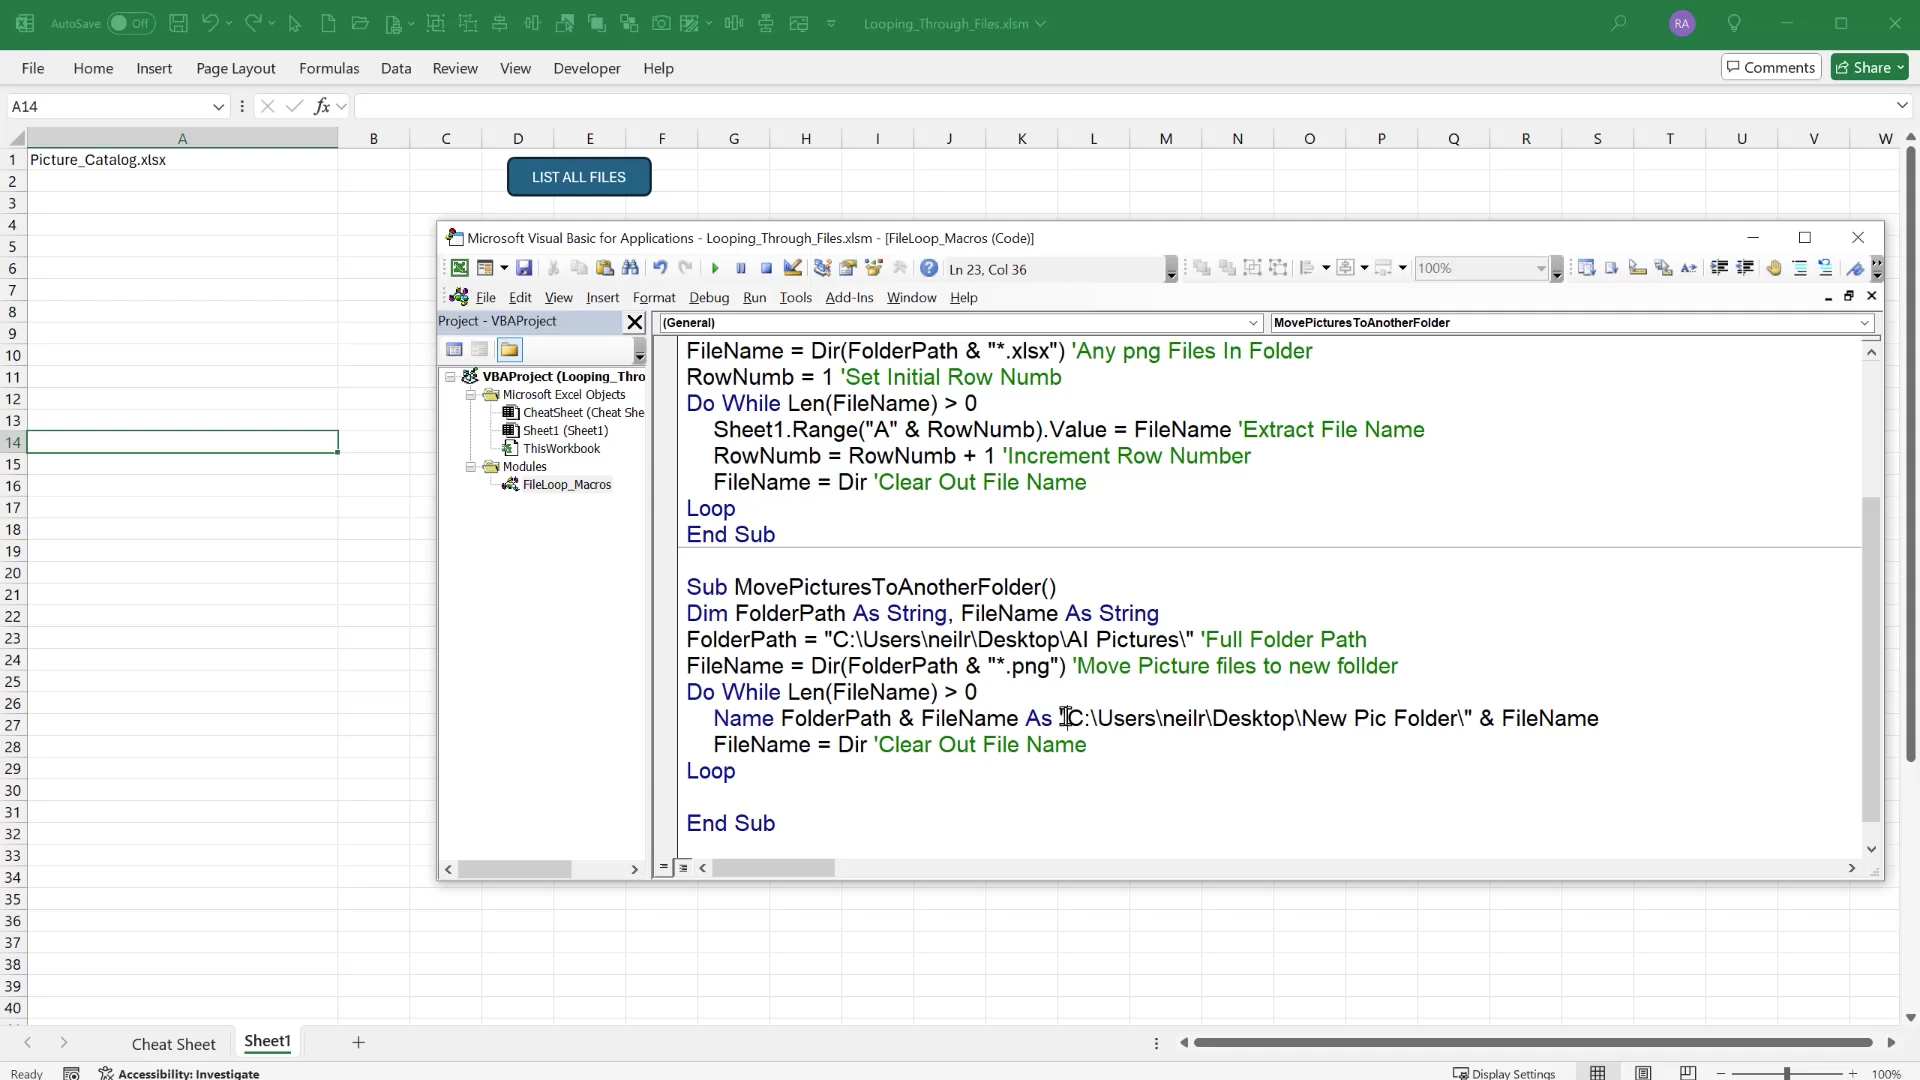 AutoSave Off Looping_Through_Files.xlsm RA
File Home Insert Page Layout Formulas Data Review View Developer Help Comments Share
A14 fx
A B C D E F G H I J K L M N O P Q R S T U V W
1 Picture_Catalog.xlsx
LIST ALL FILES
2
3
4
5
6
7
8
9
10
11
12
13
14
15
16
17
18
19
20
21
22
23
24
25
26
27
28
29
30
31
32
33
34
35
36
37
38
39
40
Microsoft Visual Basic for Applications - Looping_Through_Files.xlsm - [FileLoop_Macros (Code)]
Ln 23, Col 36 100%
File Edit View Insert Format Debug Run Tools Add-Ins Window Help
Project - VBAProject
VBAProject (Looping_Thro
Microsoft Excel Objects
CheatSheet (Cheat She
Sheet1 (Sheet1)
ThisWorkbook
Modules
FileLoop_Macros
(General) MovePicturesToAnotherFolder
FileName = Dir(FolderPath & "*.xlsx") 'Any png Files In Folder
RowNumb = 1 'Set Initial Row Numb
Do While Len(FileName) > 0
Sheet1.Range("A" & RowNumb).Value = FileName 'Extract File Name
RowNumb = RowNumb + 1 'Increment Row Number
FileName = Dir 'Clear Out File Name
Loop
End Sub
Sub MovePicturesToAnotherFolder()
Dim FolderPath As String, FileName As String
FolderPath = "C:\Users\neilr\Desktop\AI Pictures\" 'Full Folder Path
FileName = Dir(FolderPath & "*.png") 'Move Picture files to new follder
Do While Len(FileName) > 0
Name FolderPath & FileName As "C:\Users\neilr\Desktop\New Pic Folder\" & FileName
FileName = Dir 'Clear Out File Name
Loop
End Sub
Cheat Sheet Sheet1
Ready Accessibility: Investigate Display Settings 100%